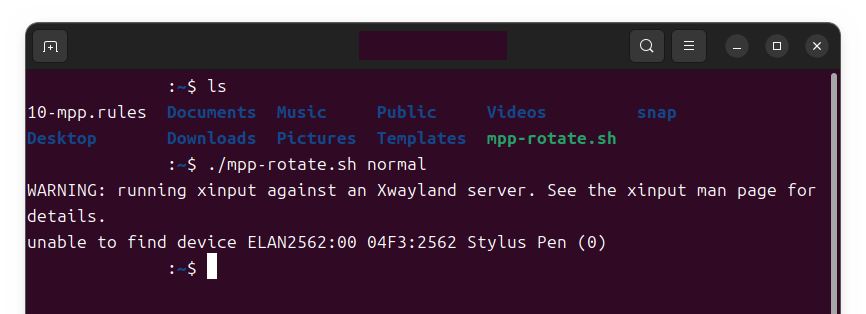 :~$ ls
10-mpp.rules  Documents  Music     Public     Videos         snap
Desktop       Downloads  Pictures  Templates  mpp-rotate.sh
:~$ ./mpp-rotate.sh normal
WARNING: running xinput against an Xwayland server. See the xinput man page for
details.
unable to find device ELAN2562:00 04F3:2562 Stylus Pen (0)
:~$